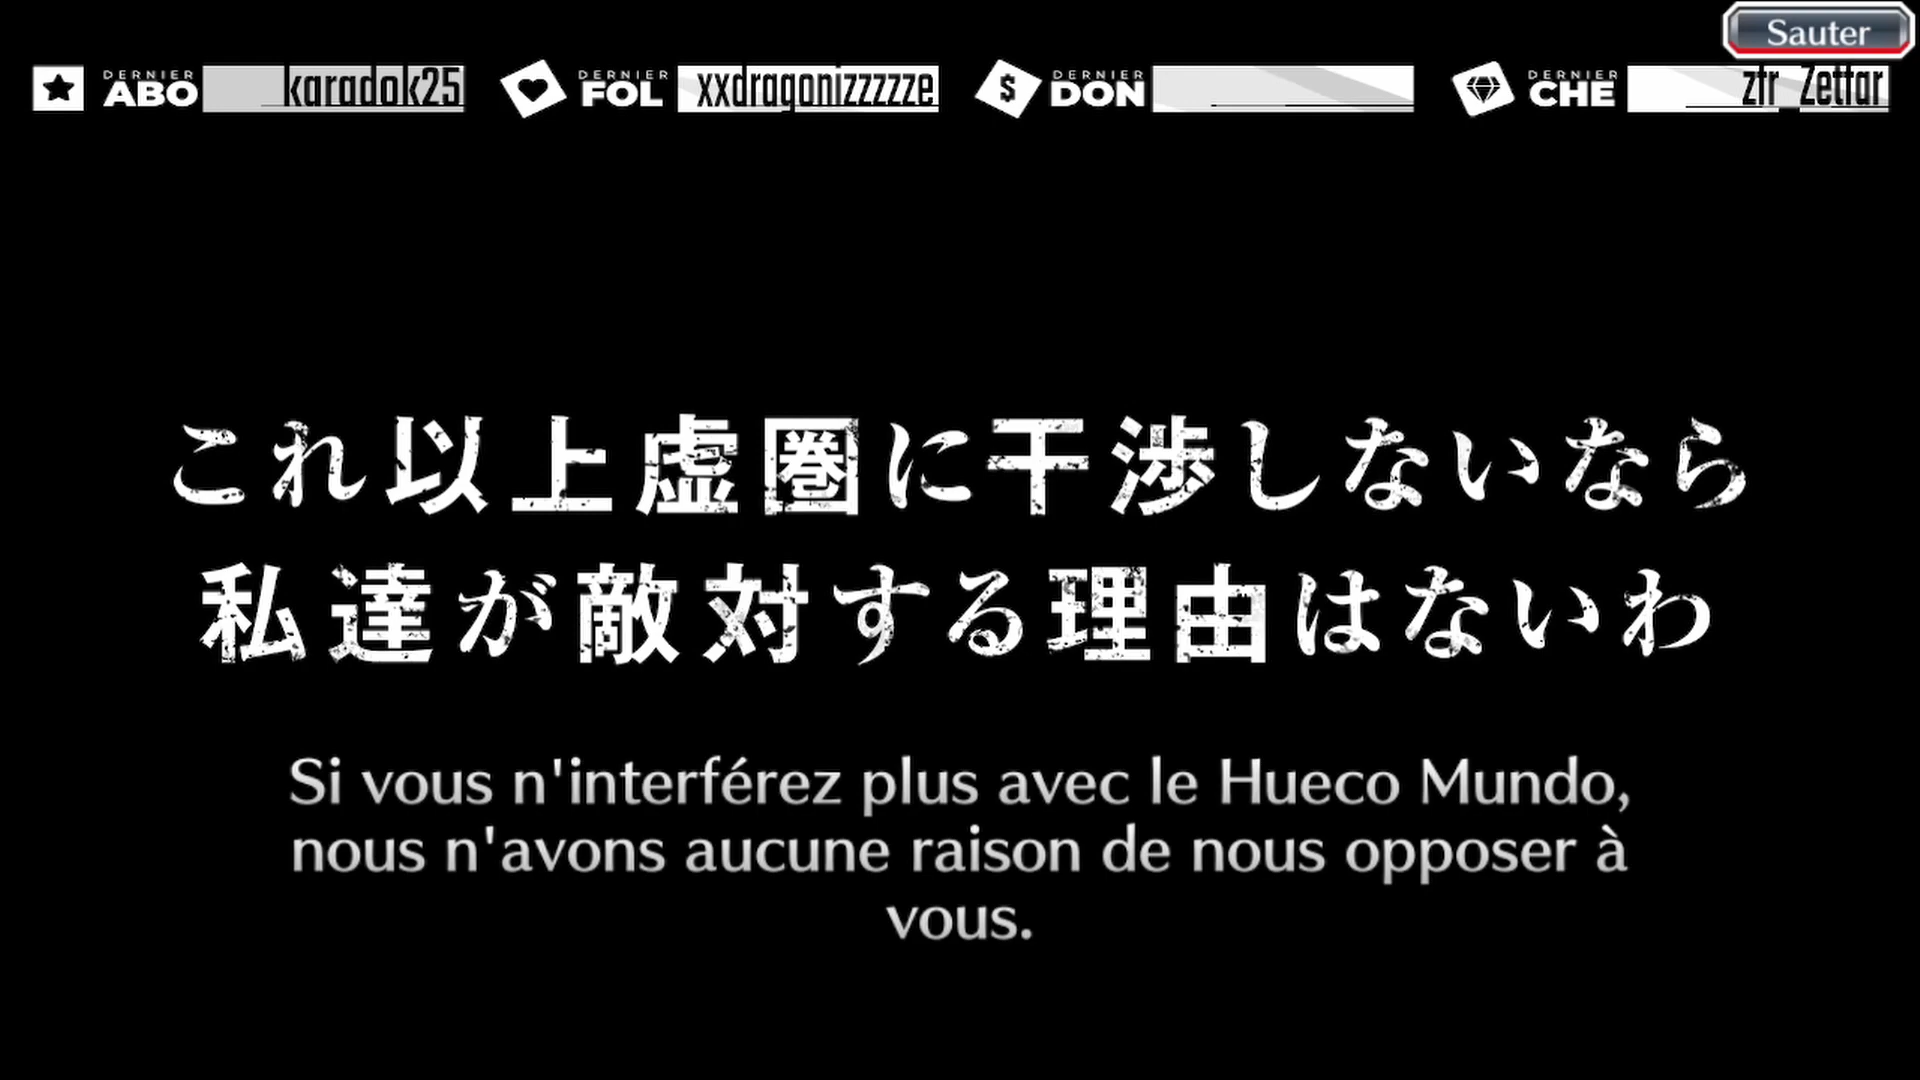 Sauter
DERNIER ABO karadok25
DERNIER FOL xxdragonizzzzze
DERNIER DON
DERNIER CHE ztr_Zettar
これ以上虚圏に干渉しないなら
私達が敵対する理由はないわ
Si vous n'interférez plus avec le Hueco Mundo,
nous n'avons aucune raison de nous opposer à
vous.